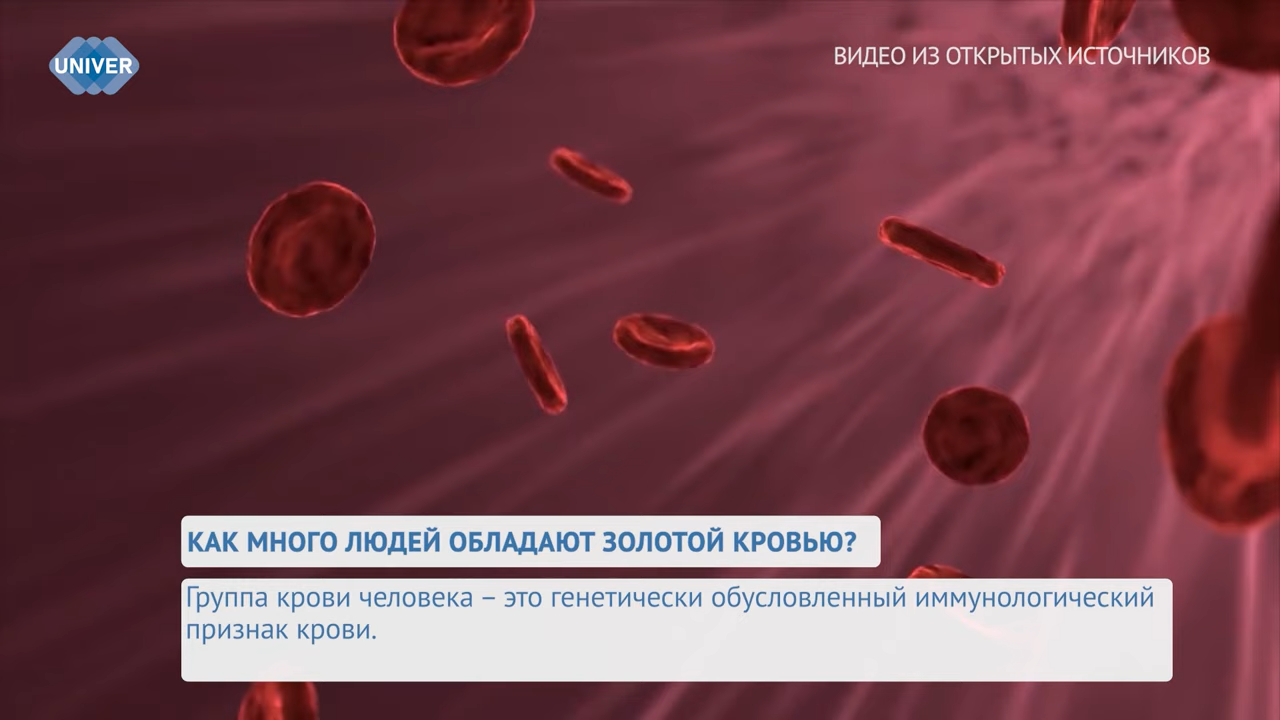 UNIVER
ВИДЕО ИЗ ОТКРЫТЫХ ИСТОЧНИКОВ
КАК МНОГО ЛЮДЕЙ ОБЛАДАЮТ ЗОЛОТОЙ КРОВЬЮ?
Группа крови человека – это генетически обусловленный иммунологический
признак крови.